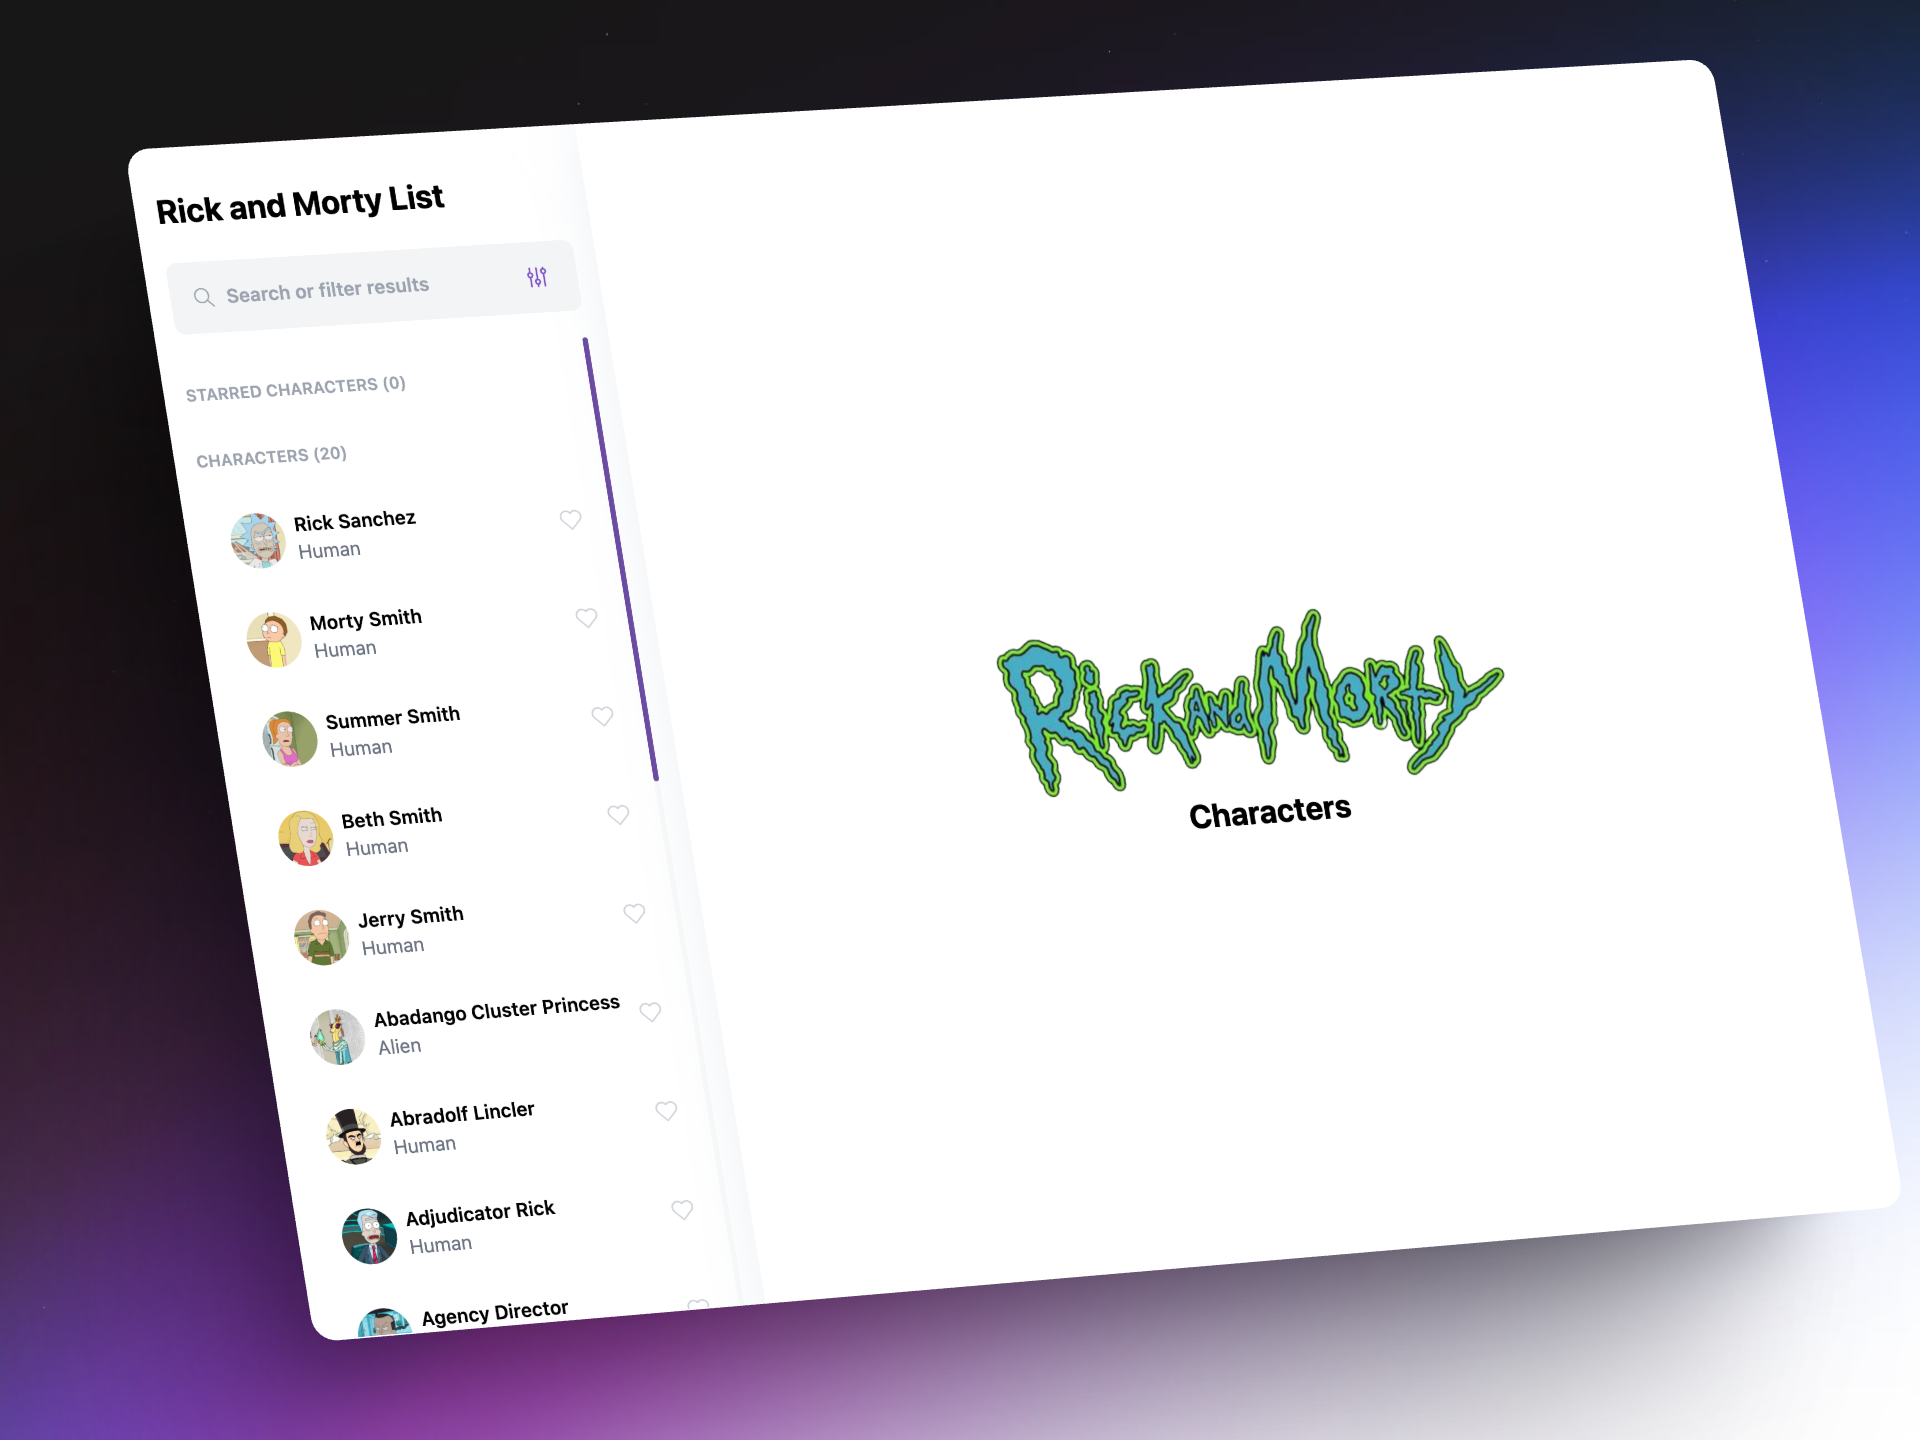 Rick and Morty List
Search or filter results
STARRED CHARACTERS (0)
CHARACTERS (20)
Rick Sanchez
Human
Morty Smith
Human
Summer Smith
Human
Beth Smith
Human
Jerry Smith
Human
Abadango Cluster Princess
Alien
Abradolf Lincler
Human
Adjudicator Rick
Human
Agency Director
Rick and Morty
Characters